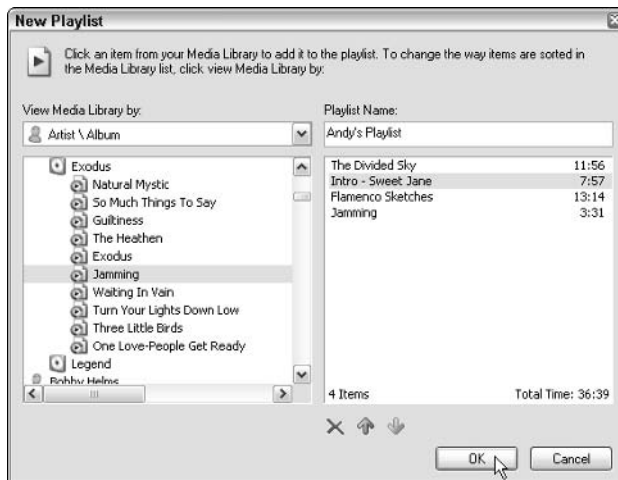 New Playlist
Click an item from your Media Library to add it to the playlist. To change the way items are sorted in
the Media Library list, click view Media Library by:
View Media Library by:
Artist \ Album
Exodus
Natural Mystic
So Much Things To Say
Guiltiness
The Heathen
Exodus
Jamming
Waiting In Vain
Turn Your Lights Down Low
Three Little Birds
One Love-People Get Ready
Legend
Bobby Helms
Playlist Name:
Andy's Playlist
The Divided Sky 11:56
Intro - Sweet Jane 7:57
Flamenco Sketches 13:14
Jamming 3:31
4 Items Total Time: 36:39
OK Cancel